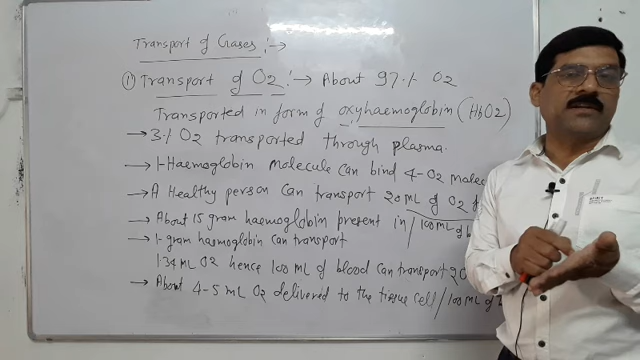 Transport of Gases :→
① Transport of O2 :→ About 97% O2
Transported in form of oxyhaemoglobin (HbO2)
→ 3% O2 transported through plasma.
→ 1-Haemoglobin Molecule Can bind 4-O2 Molecu
→ A Healthy person Can transport 20 ML of O2
→ About 15 gram haemoglobin present in / 100 ML of b
→ 1-gram haemoglobin can transport
1.34 ML O2 hence 100 ML of blood Can transport 20
→ About 4-5 ML O2 delivered to the tissue Cell / 100 ML of